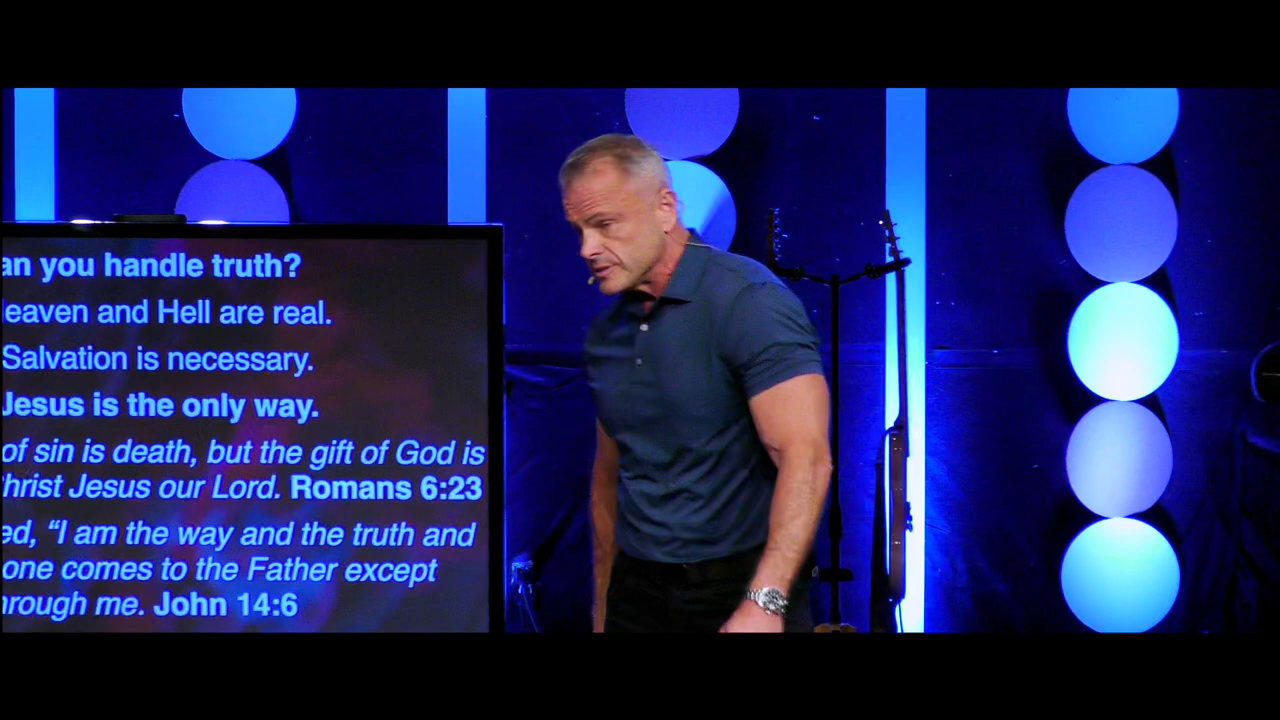 an you handle truth?
eaven and Hell are real.
Salvation is necessary.
Jesus is the only way.
of sin is death, but the gift of God is
hrist Jesus our Lord. Romans 6:23
ed, “I am the way and the truth and
one comes to the Father except
hrough me. John 14:6